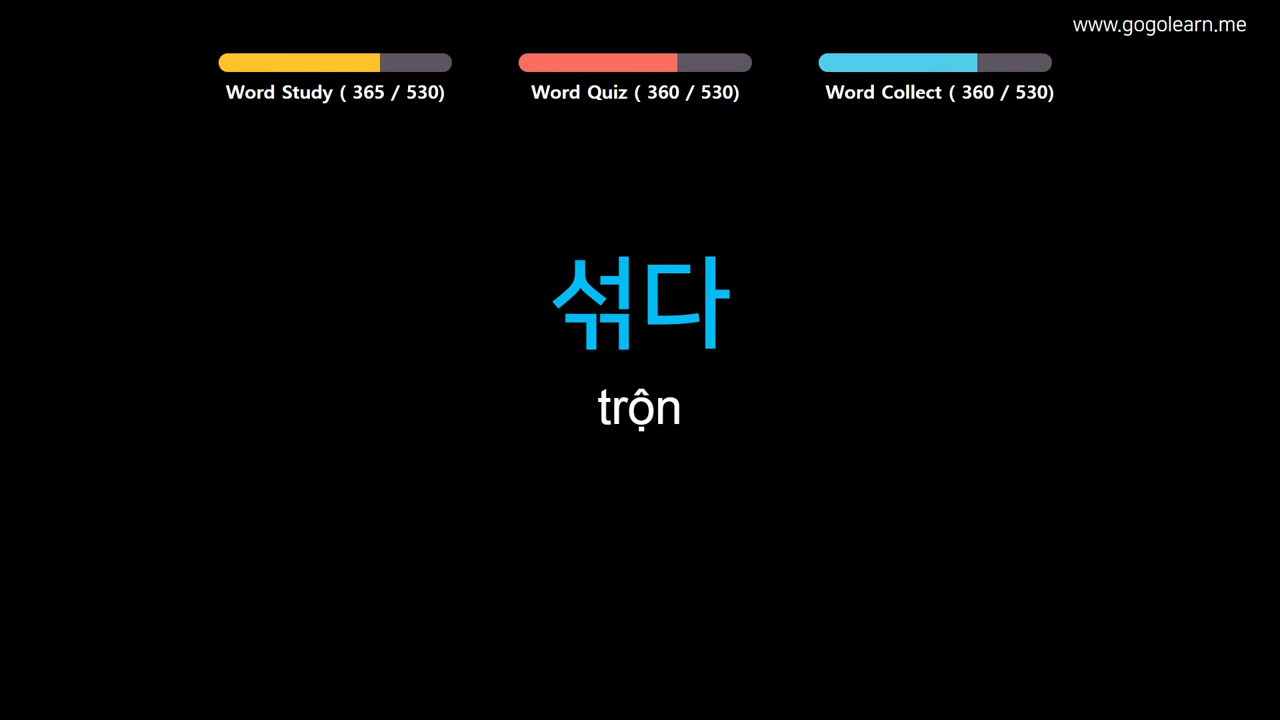 www.gogolearn.me
Word Study ( 365 / 530)
Word Quiz ( 360 / 530)
Word Collect ( 360 / 530)
섞다
trộn